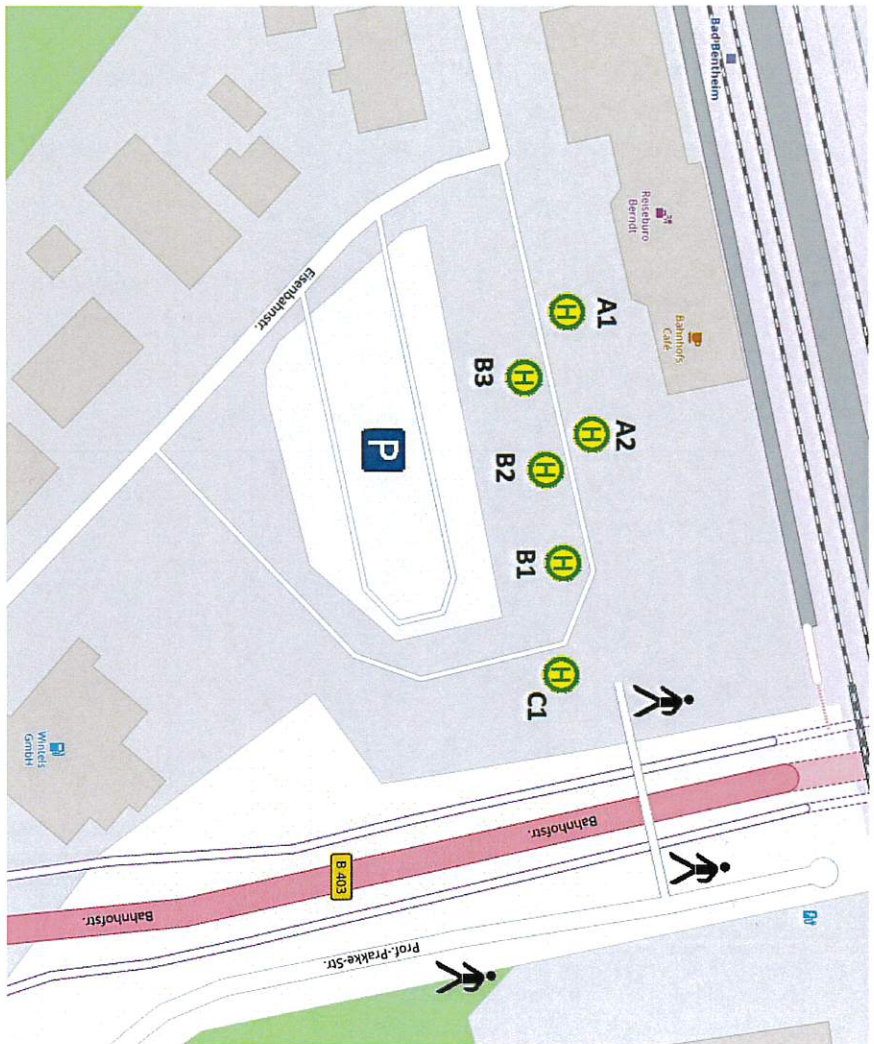 Bad Bentheim
Reisebüro
Berndt
Bahnhofs
Café
A1
A2
B3
B2
B1
C1
H
H
H
H
H
H
P
Eisenbahnstr.
Wintels
GmbH
Bahnhofstr.
B 403
Bahnhofstr.
Prof.-Prakke-Str.